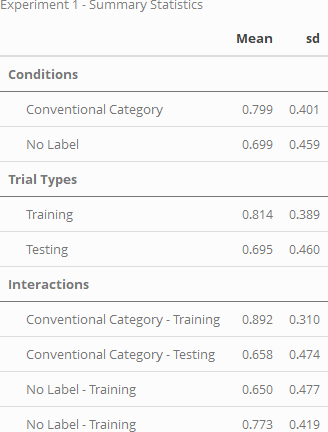 Experiment 1 - Summary Statistics
Mean sd
Conditions
Conventional Category 0.799 0.401
No Label 0.699 0.459
Trial Types
Training 0.814 0.389
Testing 0.695 0.460
Interactions
Conventional Category - Training 0.892 0.310
Conventional Category - Testing 0.658 0.474
No Label - Training 0.650 0.477
No Label - Training 0.773 0.419